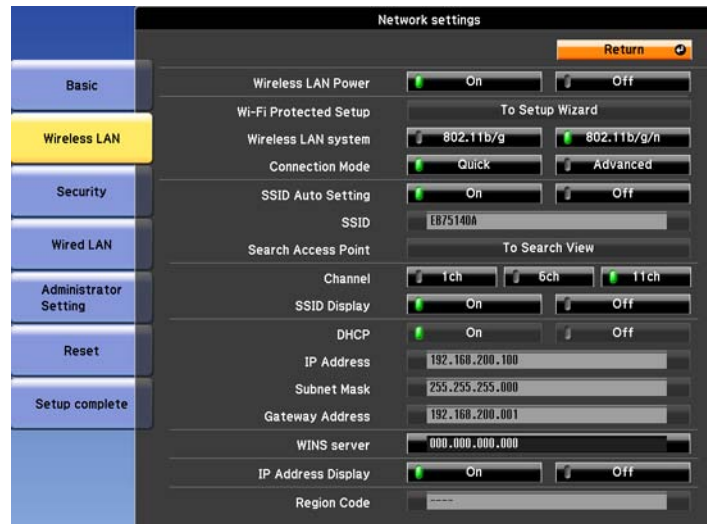 Network settings
Return
Basic
Wireless LAN
Security
Wired LAN
Administrator
Setting
Reset
Setup complete
Wireless LAN Power On Off
Wi-Fi Protected Setup To Setup Wizard
Wireless LAN system 802.11b/g 802.11b/g/n
Connection Mode Quick Advanced
SSID Auto Setting On Off
SSID EB75140A
Search Access Point To Search View
Channel 1ch 6ch 11ch
SSID Display On Off
DHCP On Off
IP Address 192.168.200.100
Subnet Mask 255.255.255.000
Gateway Address 192.168.200.001
WINS server 000.000.000.000
IP Address Display On Off
Region Code ----